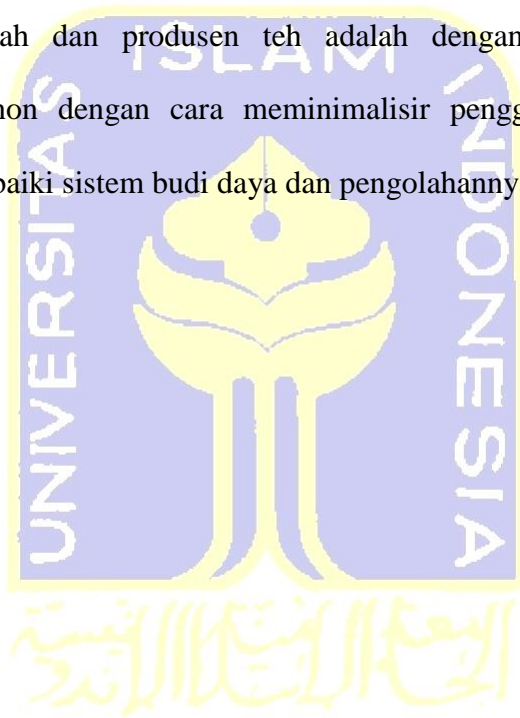 ah dan produsen teh adalah dengan
non dengan cara meminimalisir pengg
paiki sistem budi daya dan pengolahanny
UNIVERSITAS
ISLAM
INDONESIA